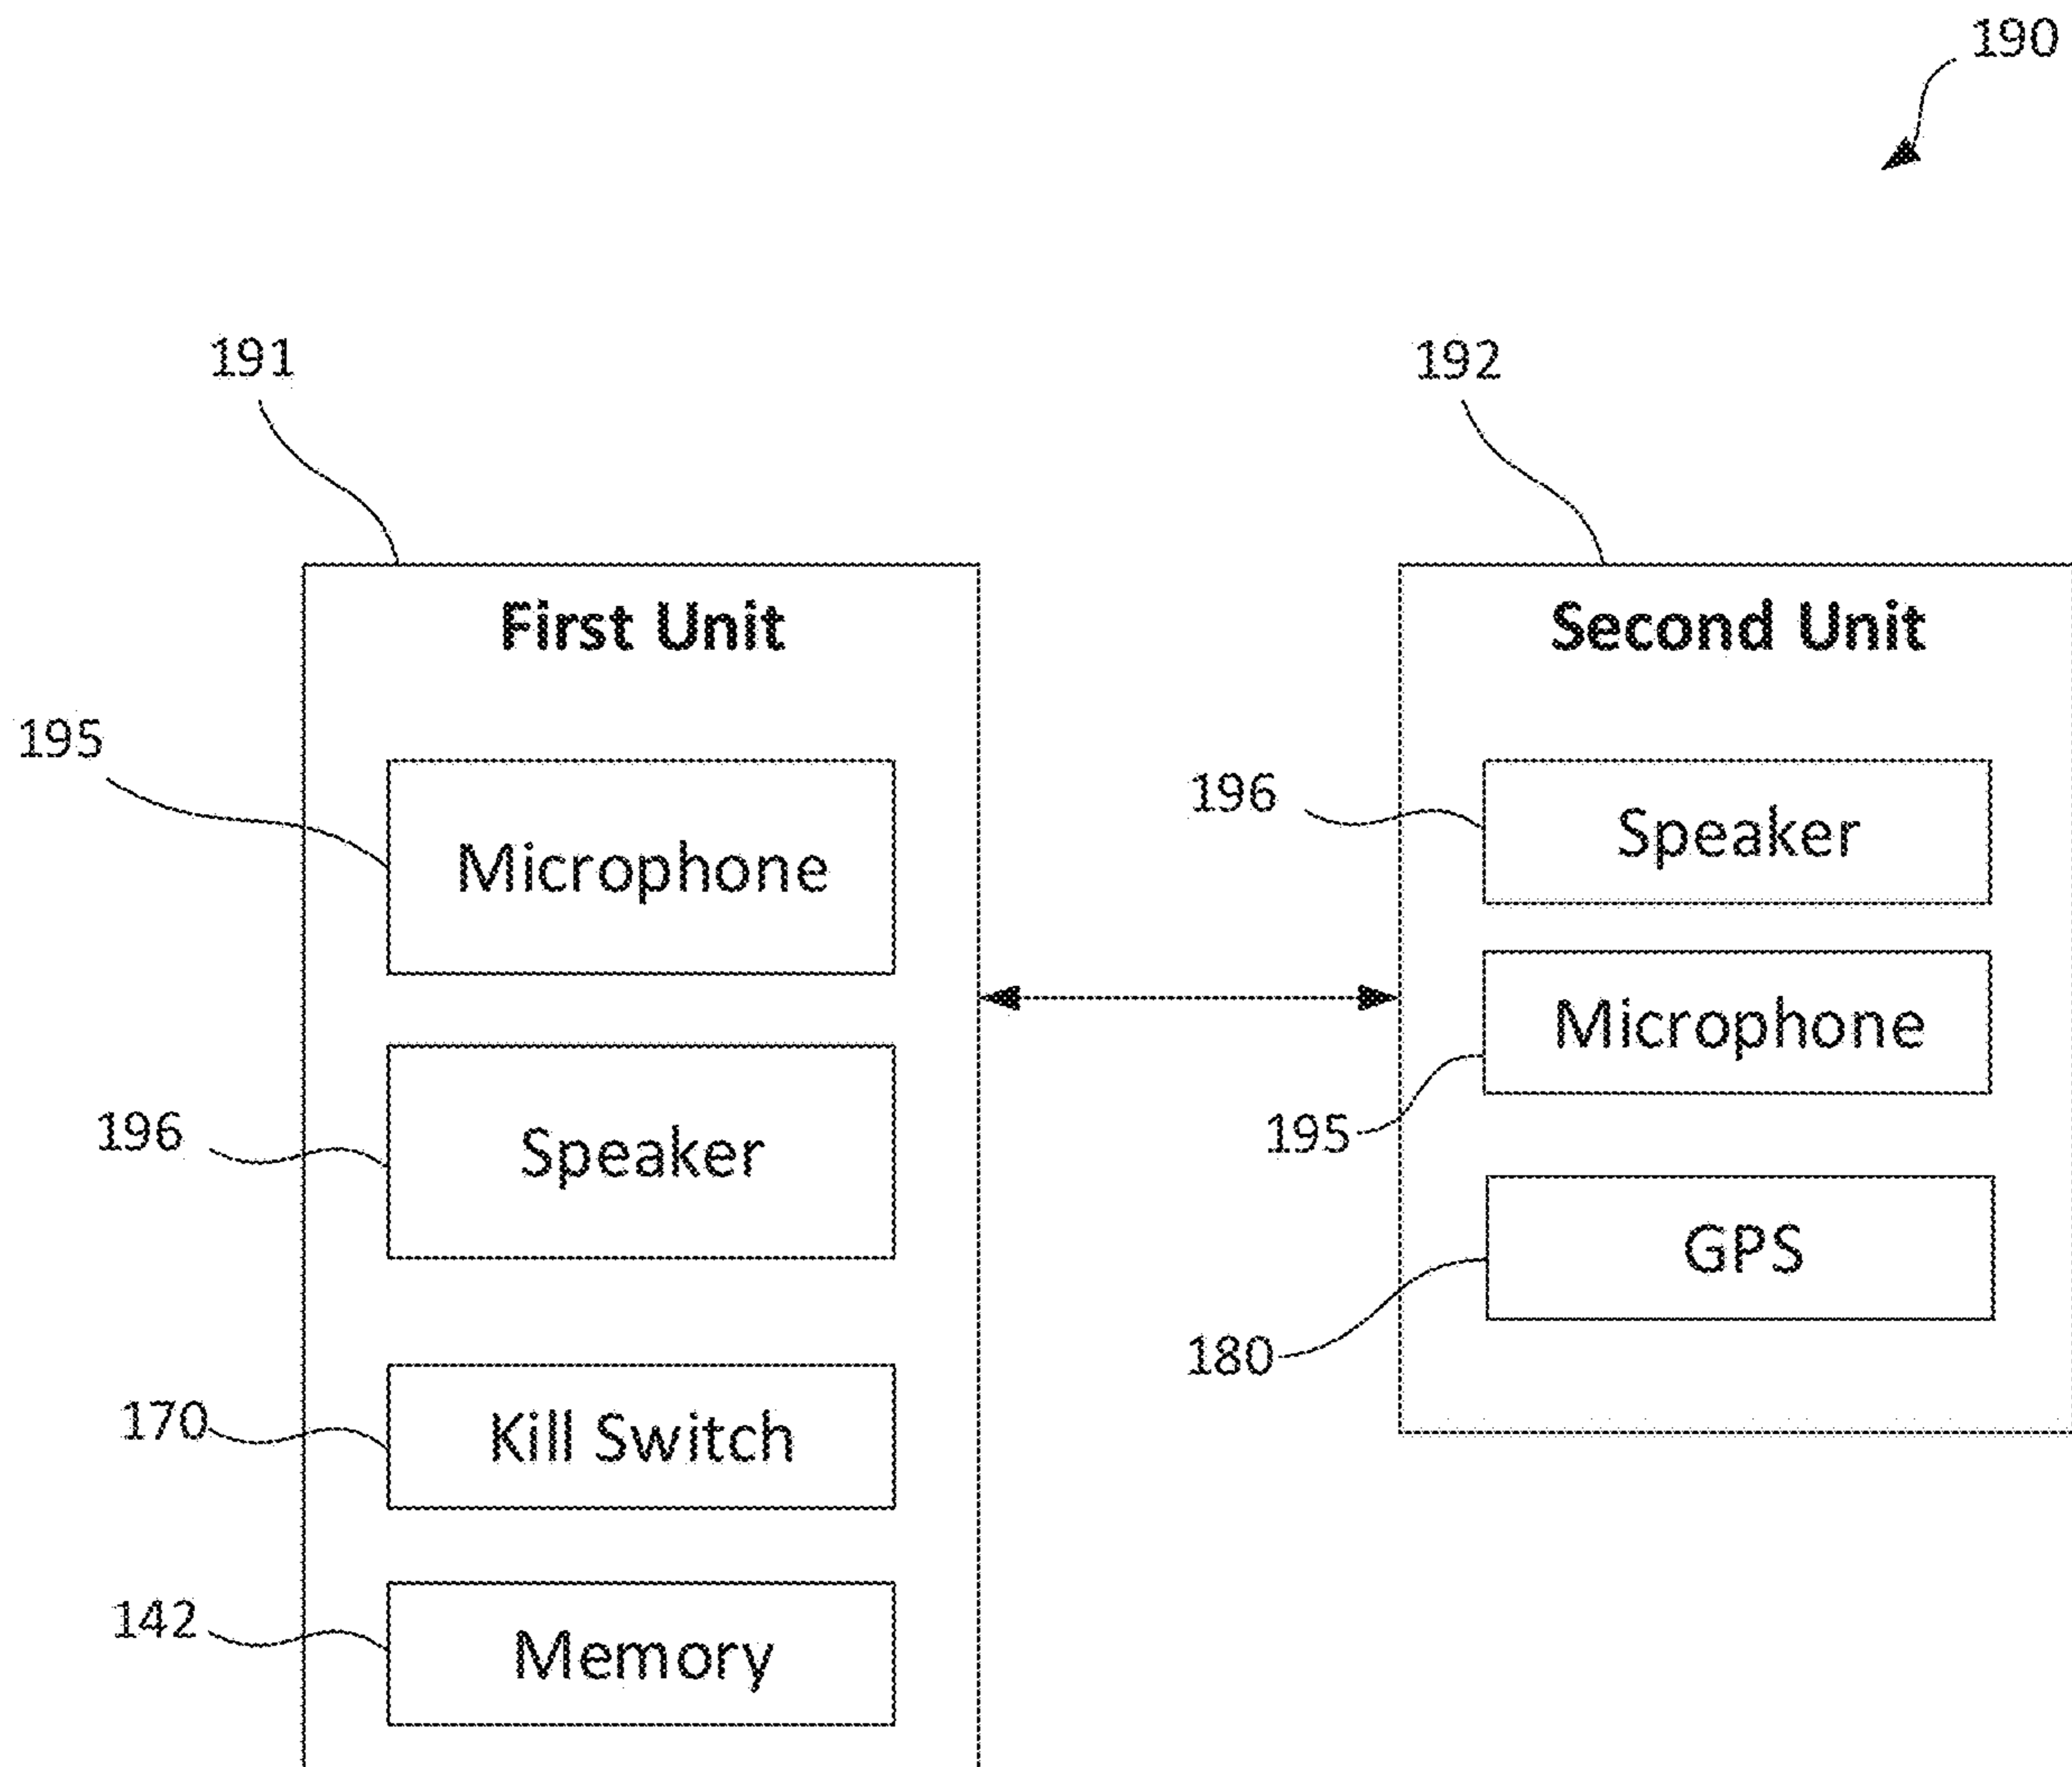 190
191
192
First Unit
Second Unit
195
Microphone
196
Speaker
Microphone
195
196
Speaker
GPS
180
170
Kill Switch
142
Memory